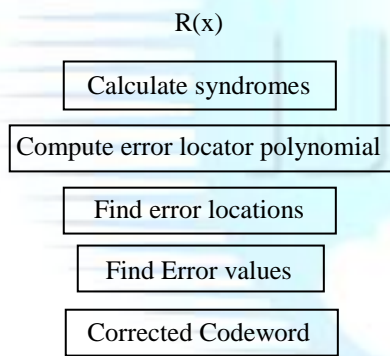 R(x)
Calculate syndromes
Compute error locator polynomial
Find error locations
Find Error values
Corrected Codeword